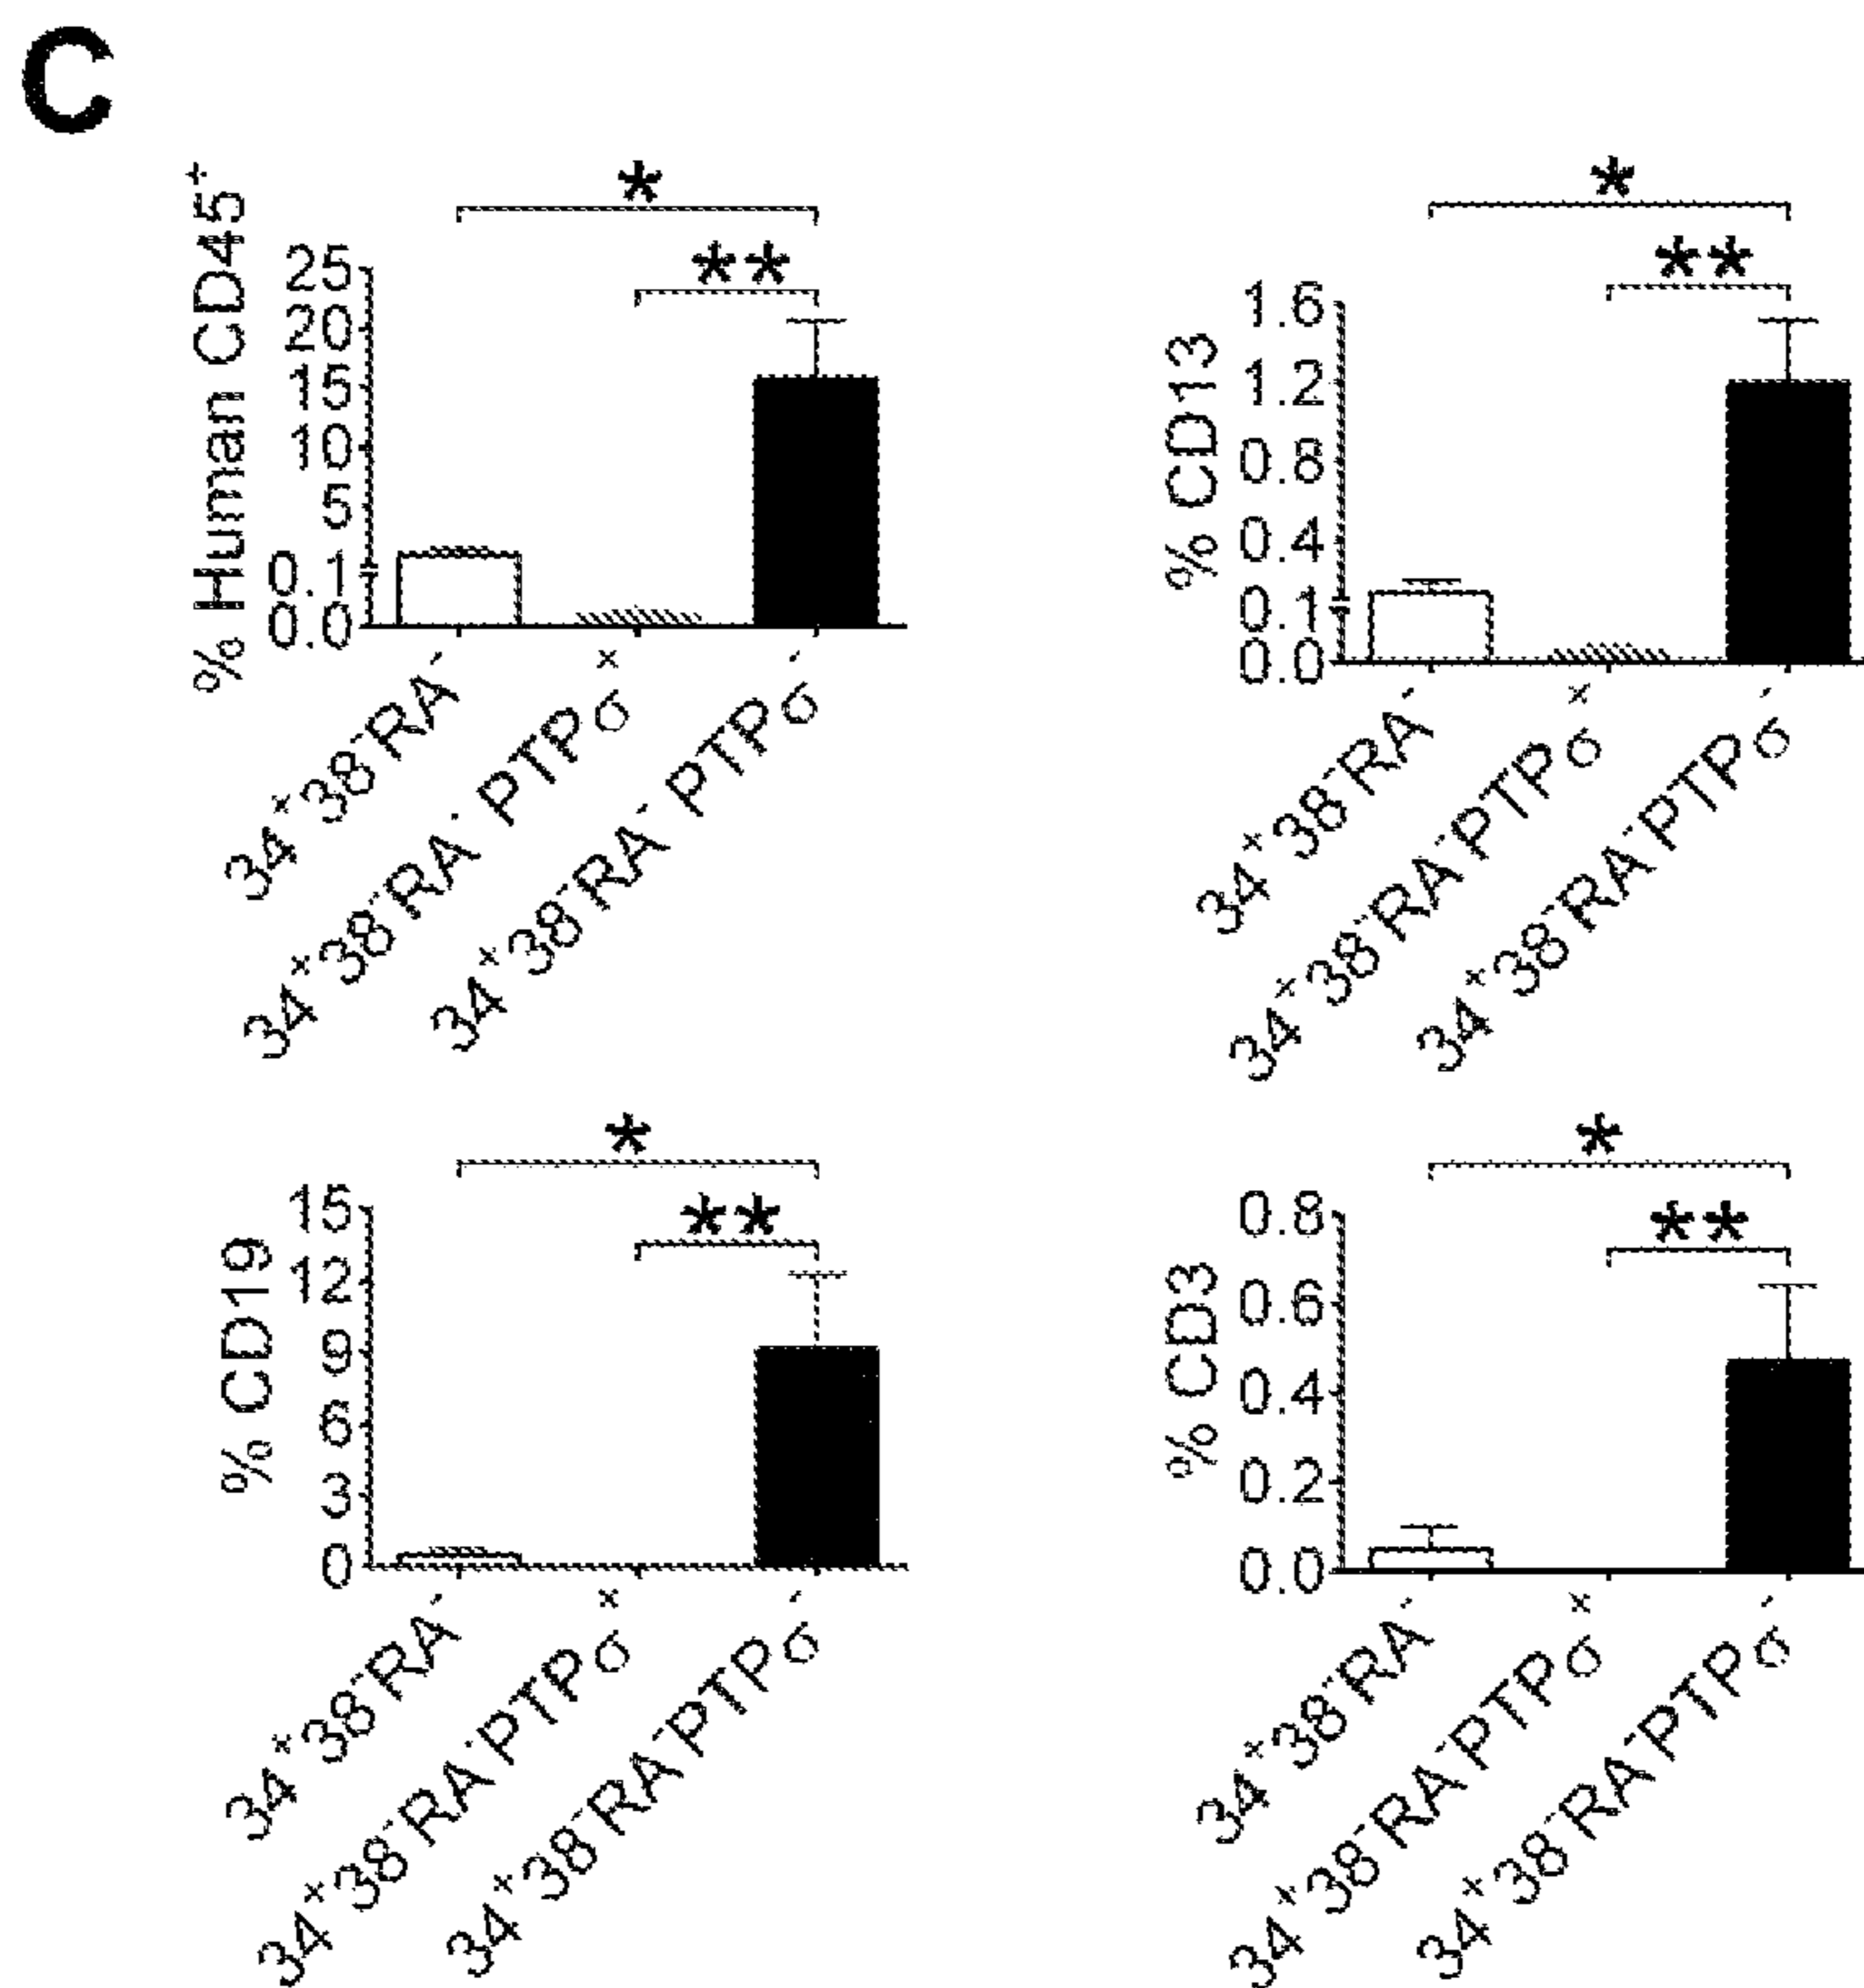 C
*
**
% Human CD45⁺
25
20
15
10
5
0.1
0.0
34⁺38⁻RA⁻
34⁺38⁻RA⁻PTPσ⁺
34⁺38⁻RA⁻PTPσ⁻
*
**
% CD13
1.6
1.2
0.8
0.4
0.1
0.0
34⁺38⁻RA⁻
34⁺38⁻RA⁻PTPσ⁺
34⁺38⁻RA⁻PTPσ⁻
*
**
% CD19
15
12
9
6
3
0
34⁺38⁻RA⁻
34⁺38⁻RA⁻PTPσ⁺
34⁺38⁻RA⁻PTPσ⁻
*
**
% CD3
0.8
0.6
0.4
0.2
0.0
34⁺38⁻RA⁻
34⁺38⁻RA⁻PTPσ⁺
34⁺38⁻RA⁻PTPσ⁻